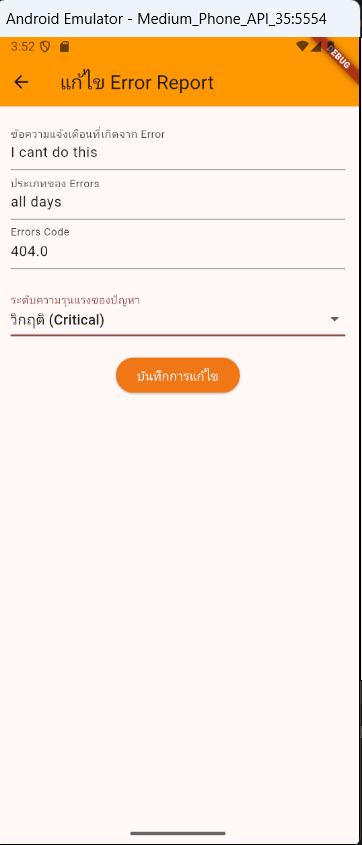 Android Emulator - Medium_Phone_API_35:5554
3:52
DEBUG
แก้ไข Error Report
ข้อความแจ้งเตือนที่เกิดจาก Error
I cant do this
ประเภทของ Errors
all days
Errors Code
404.0
ระดับความรุนแรงของปัญหา
วิกฤติ (Critical)
บันทึกการแก้ไข